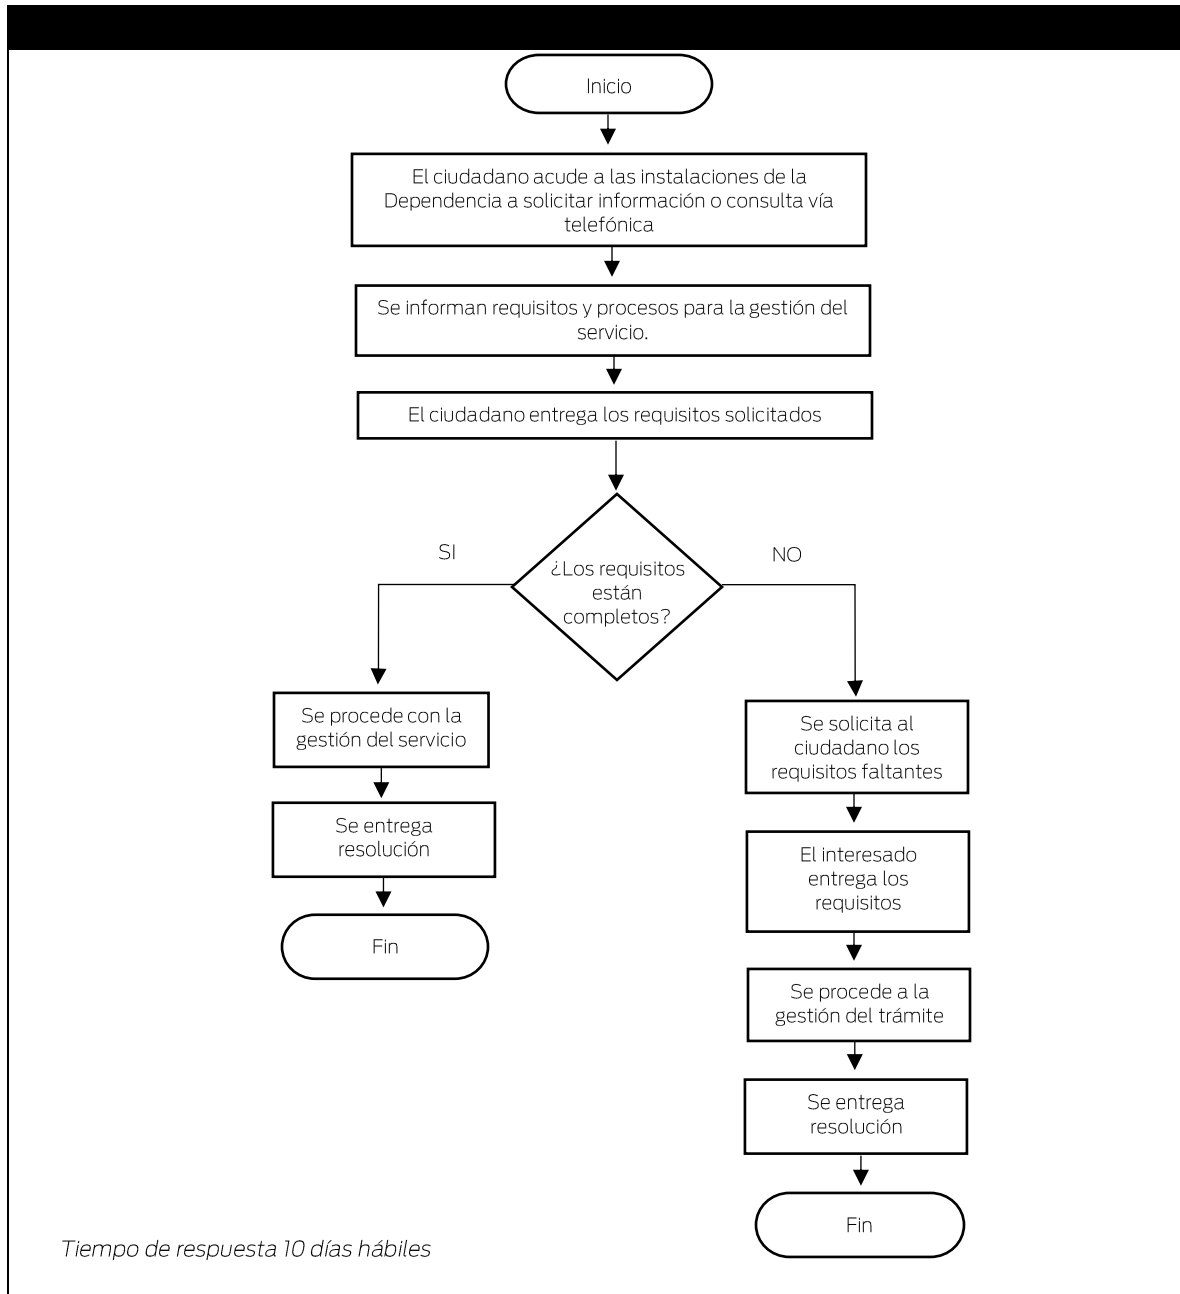 Inicio
El ciudadano acude a las instalaciones de la
Dependencia a solicitar información o consulta vía
telefónica
Se informan requisitos y procesos para la gestión del
servicio.
El ciudadano entrega los requisitos solicitados
¿Los requisitos
están
completos?
SI
NO
Se procede con la
gestión del servicio
Se entrega
resolución
Fin
Se solicita al
ciudadano los
requisitos faltantes
El interesado
entrega los
requisitos
Se procede a la
gestión del trámite
Se entrega
resolución
Fin
Tiempo de respuesta 10 días hábiles